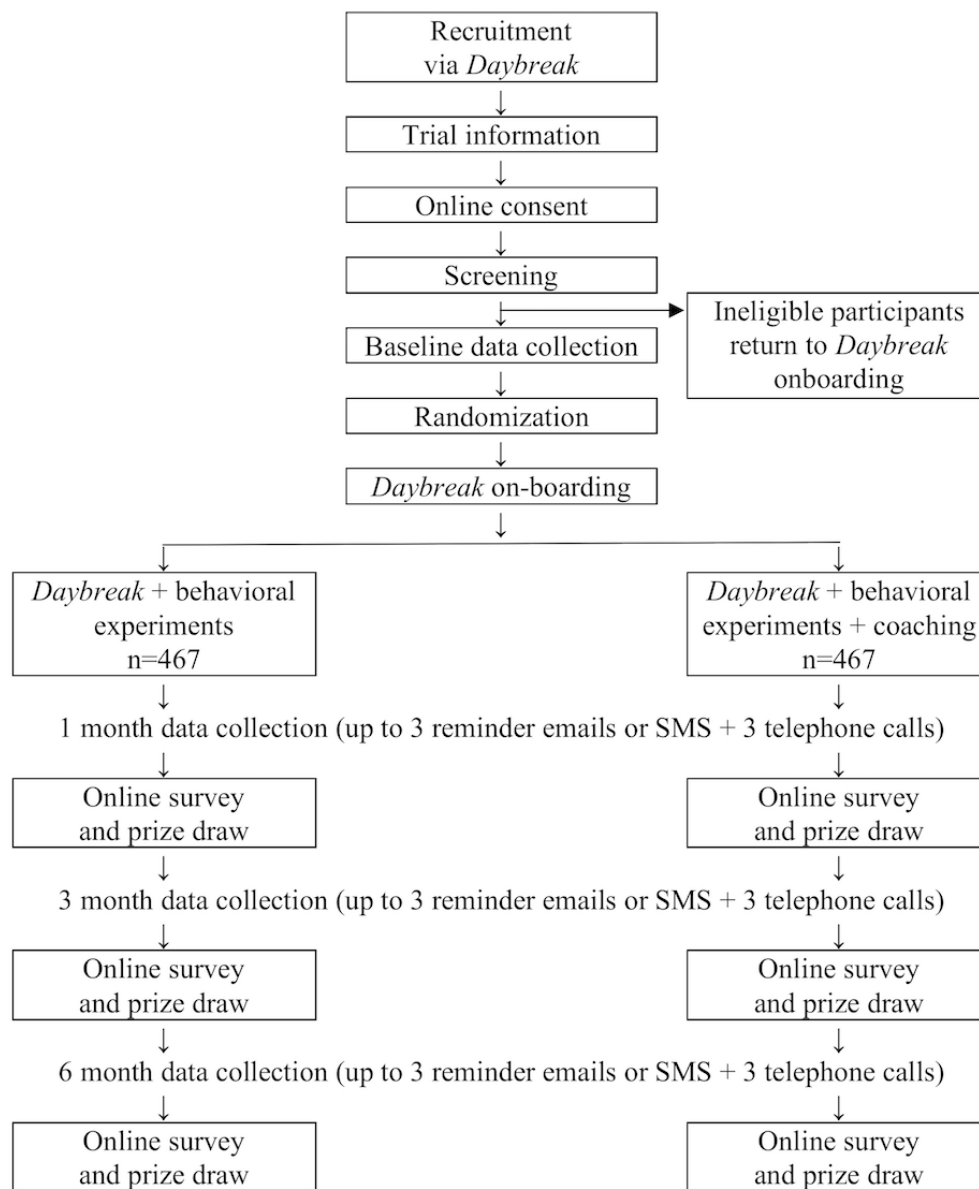 Recruitment
via Daybreak
↓
Trial information
↓
Online consent
↓
Screening
Ineligible participants
return to Daybreak
onboarding
↓
Baseline data collection
↓
Randomization
↓
Daybreak on-boarding
↓
↓ ↓
Daybreak + behavioral
experiments
n=467
Daybreak + behavioral
experiments + coaching
n=467
↓ ↓
1 month data collection (up to 3 reminder emails or SMS + 3 telephone calls)
↓ ↓
Online survey
and prize draw
Online survey
and prize draw
↓ ↓
3 month data collection (up to 3 reminder emails or SMS + 3 telephone calls)
↓ ↓
Online survey
and prize draw
Online survey
and prize draw
↓ ↓
6 month data collection (up to 3 reminder emails or SMS + 3 telephone calls)
↓ ↓
Online survey
and prize draw
Online survey
and prize draw